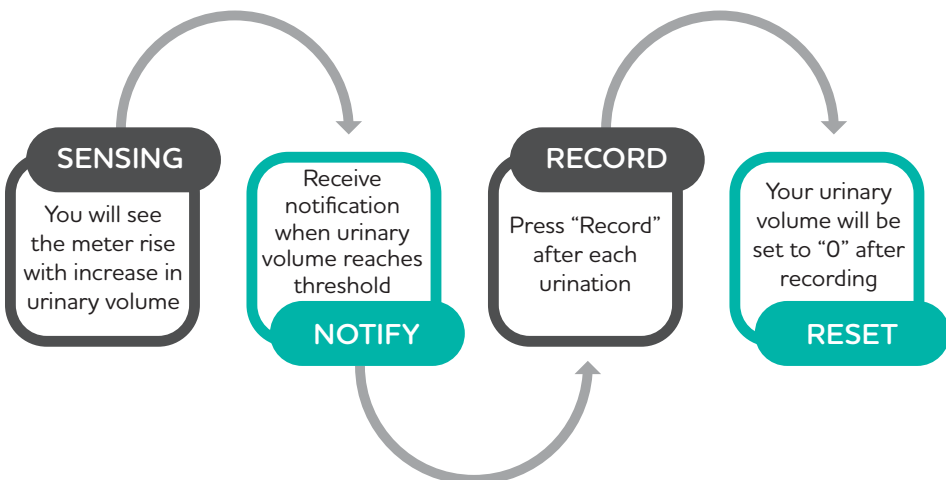 SENSING
You will see
the meter rise
with increase in
urinary volume
Receive
notification
when urinary
volume reaches
threshold
NOTIFY
RECORD
Press “Record”
after each
urination
Your urinary
volume will be
set to “0” after
recording
RESET